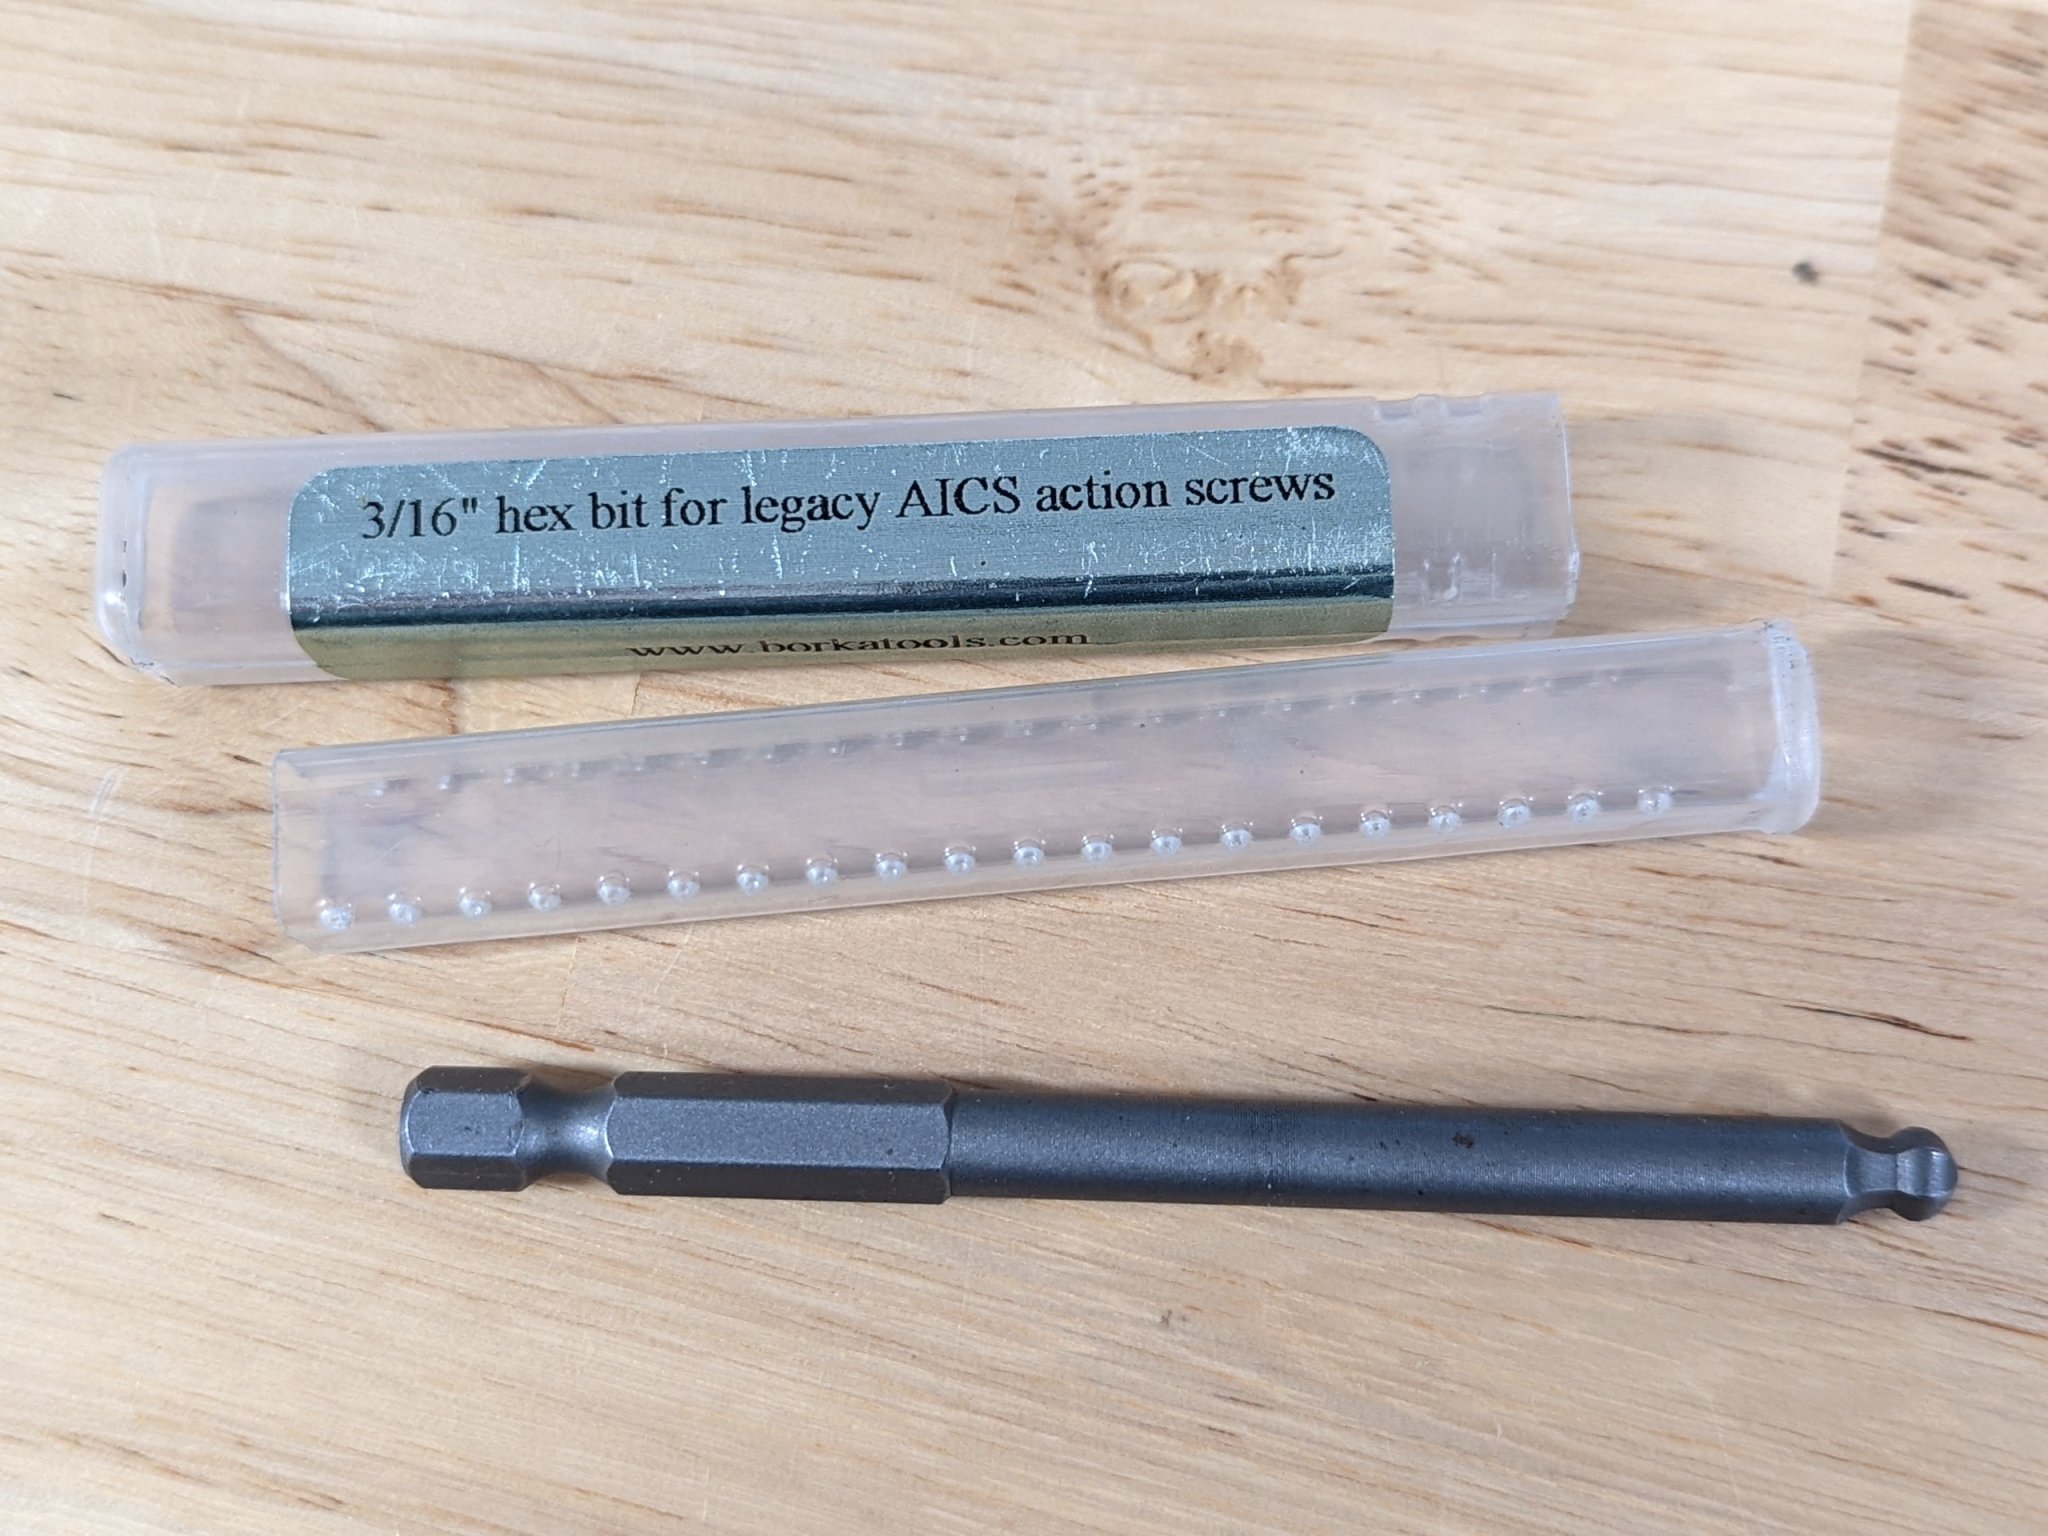 3/16" hex bit for legacy AICS action screws
www.borkatools.com